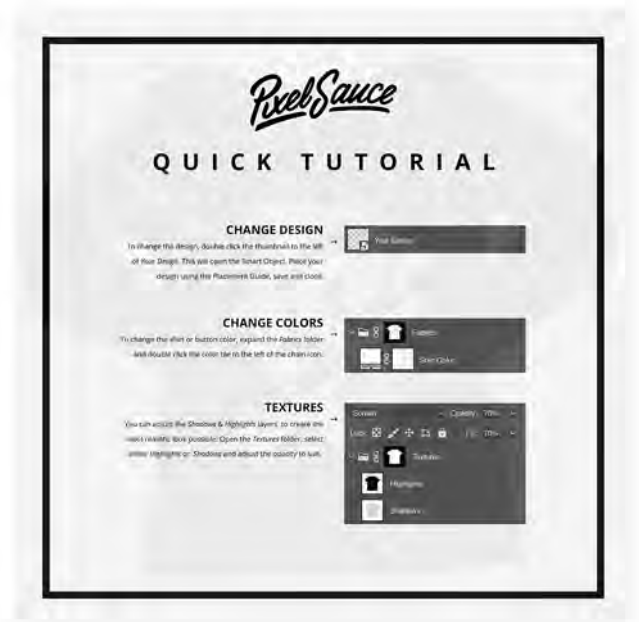 PixelSauce
QUICK TUTORIAL
CHANGE DESIGN
To change the design, double click the thumbnail to the left
of Your Design. This will open the Smart Object. Place your
design using the Placement Guide, save and close.
Your Design
CHANGE COLORS
To change the shirt or button color, expand the Fabrics folder
and double click the color tile to the left of the chain icon.
Fabrics
Shirt Color
TEXTURES
You can adjust the Shadows & Highlights layers, to create the
most realistic look possible. Open the Textures folder, select
either Highlights or Shadows and adjust the opacity to suit.
Screen
Opacity: 70%
Lock:
Fill: 70%
Textures
Highlights
Shadows